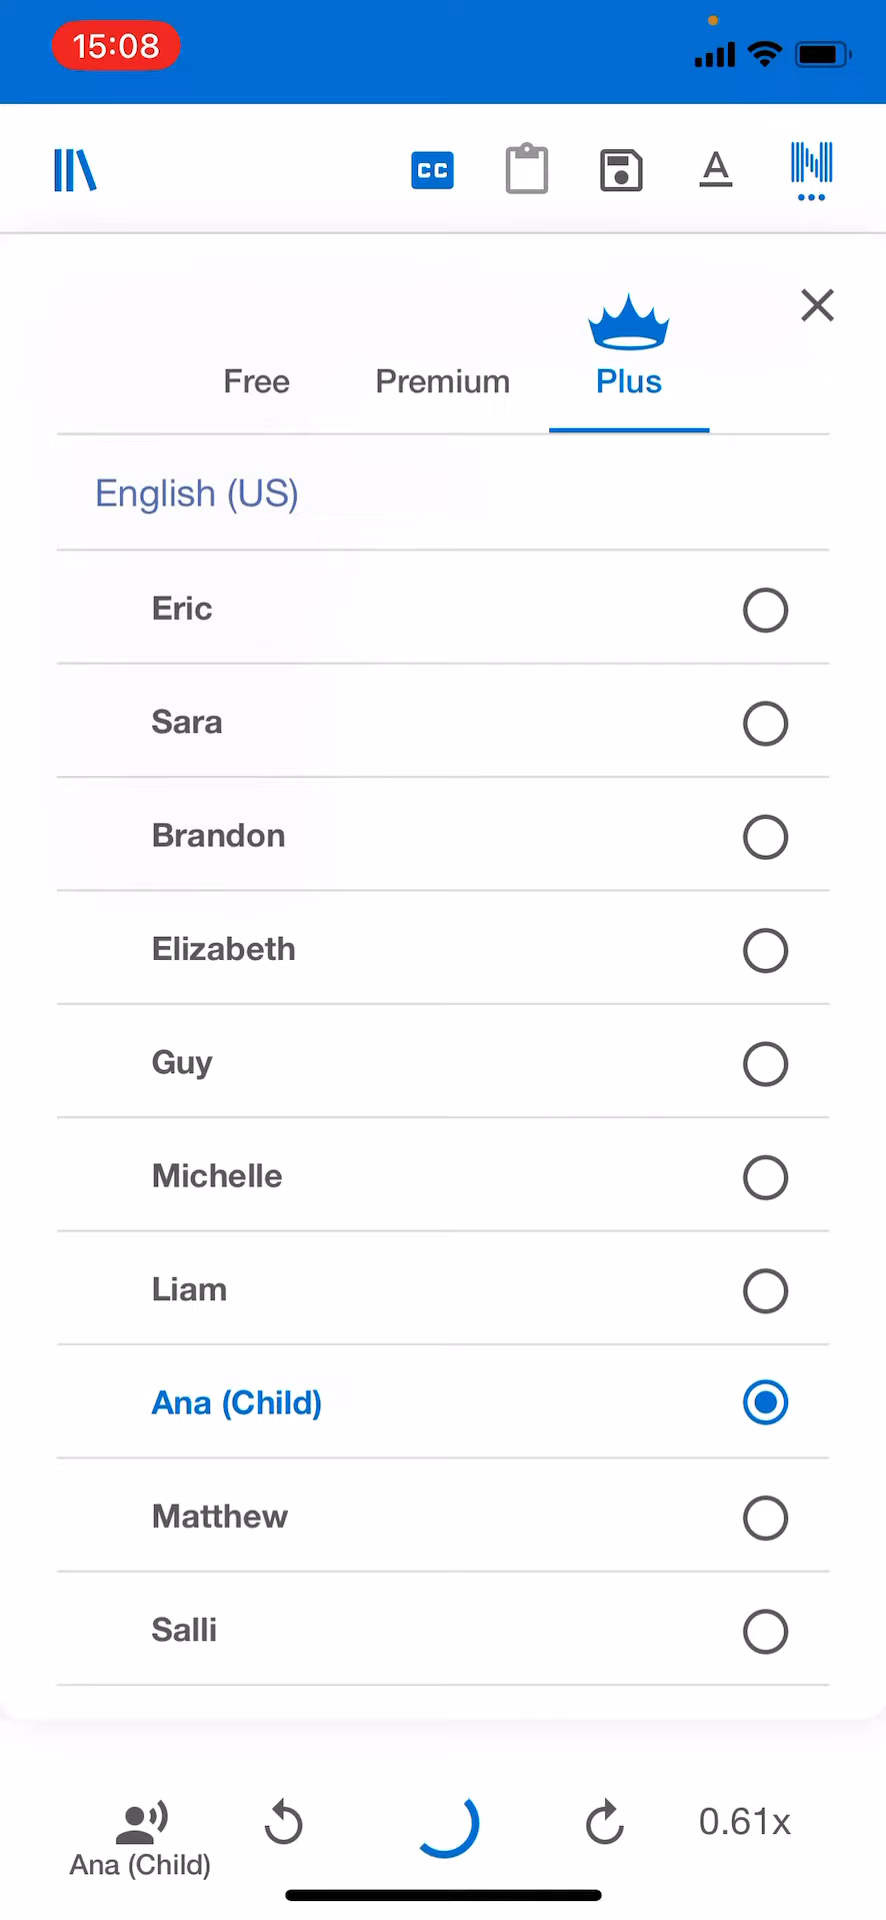 15:08
CC
A
Free Premium Plus
English (US)
Eric
Sara
Brandon
Elizabeth
Guy
Michelle
Liam
Ana (Child)
Matthew
Salli
0.61x
Ana (Child)